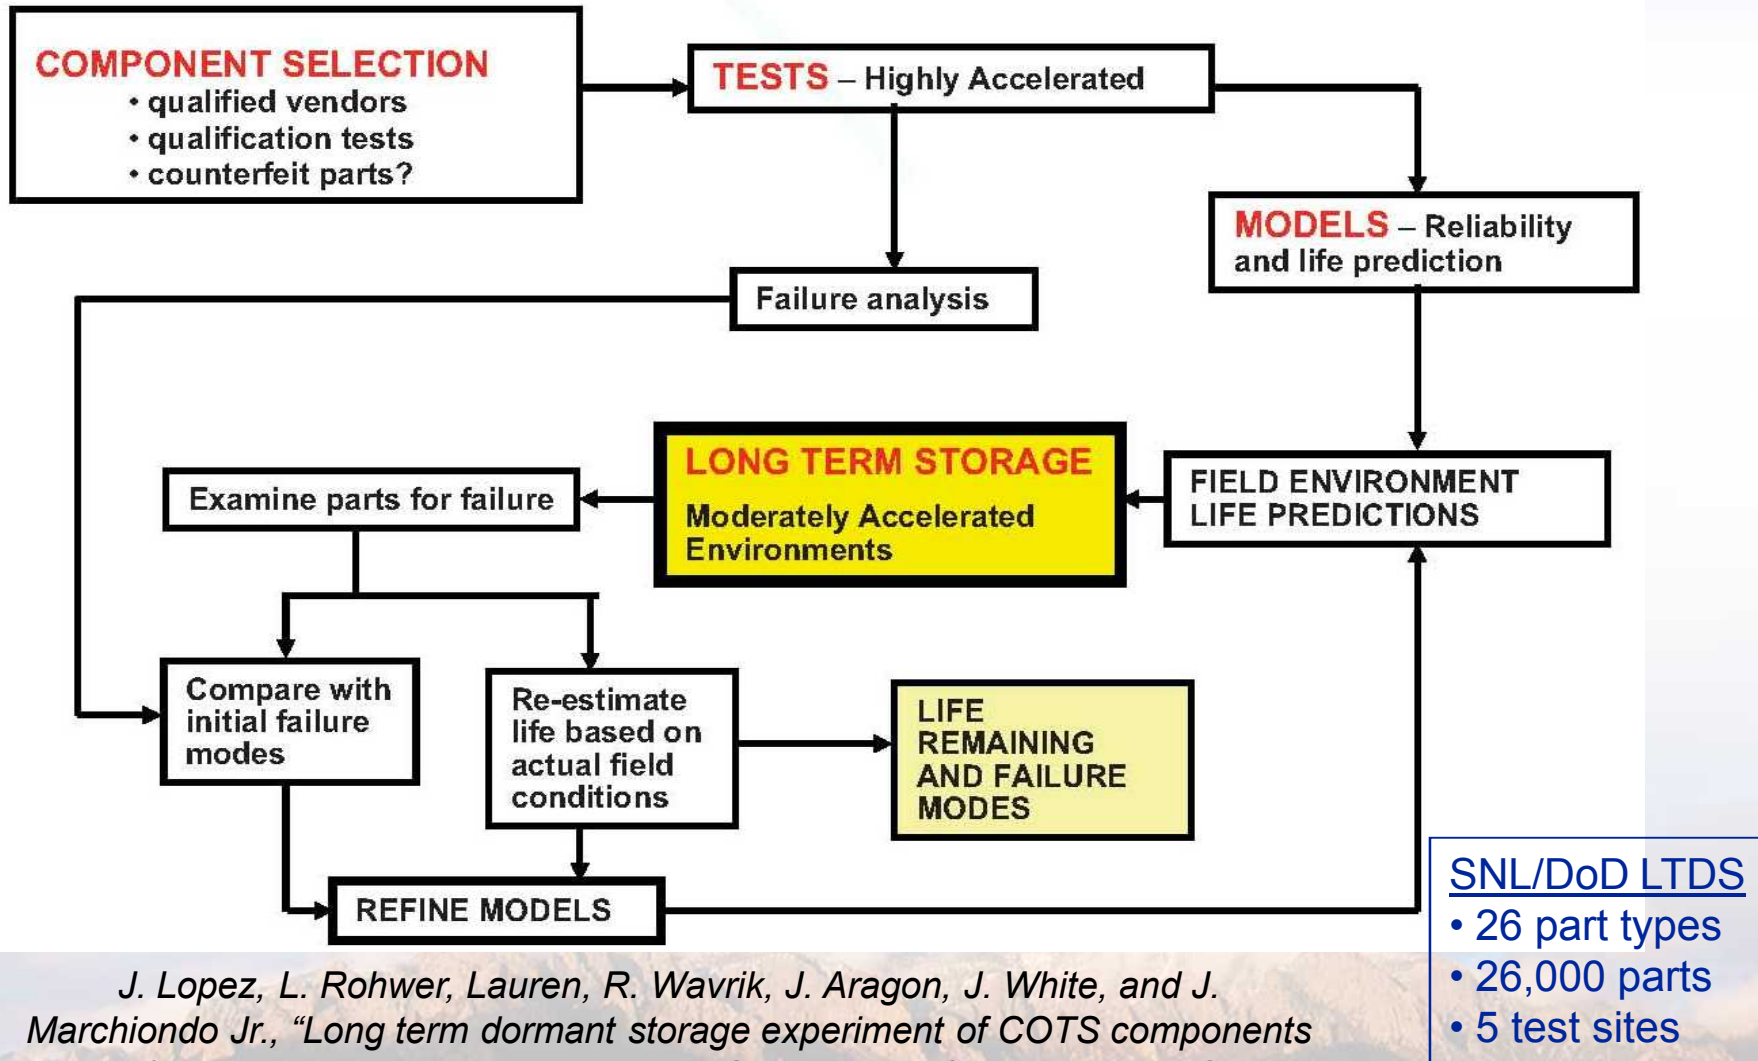 COMPONENT SELECTION
• qualified vendors
• qualification tests
• counterfeit parts?
TESTS – Highly Accelerated
MODELS – Reliability
and life prediction
Failure analysis
LONG TERM STORAGE
Moderately Accelerated
Environments
FIELD ENVIRONMENT
LIFE PREDICTIONS
Examine parts for failure
Compare with
initial failure
modes
Re-estimate
life based on
actual field
conditions
LIFE
REMAINING
AND FAILURE
MODES
REFINE MODELS
SNL/DoD LTDS
• 26 part types
• 26,000 parts
• 5 test sites
J. Lopez, L. Rohwer, Lauren, R. Wavrik, J. Aragon, J. White, and J.
Marchiondo Jr., “Long term dormant storage experiment of COTS components